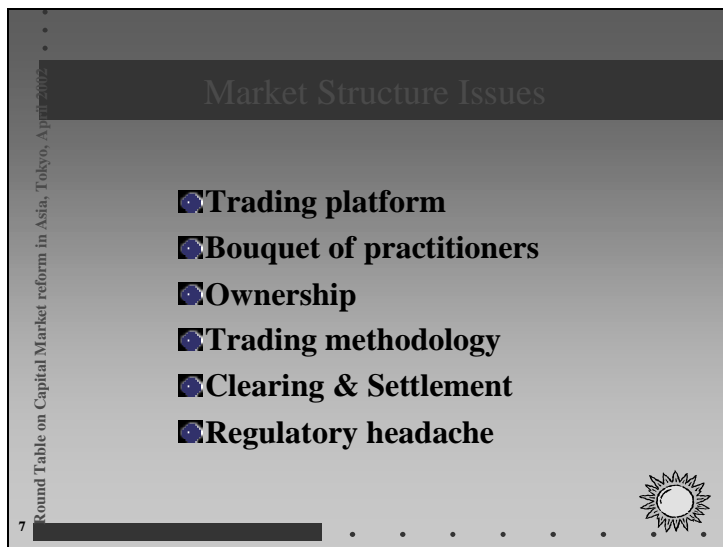 Market Structure Issues
Trading platform
Bouquet of practitioners
Ownership
Trading methodology
Clearing & Settlement
Regulatory headache
Round Table on Capital Market reform in Asia, Tokyo, April 2002
7